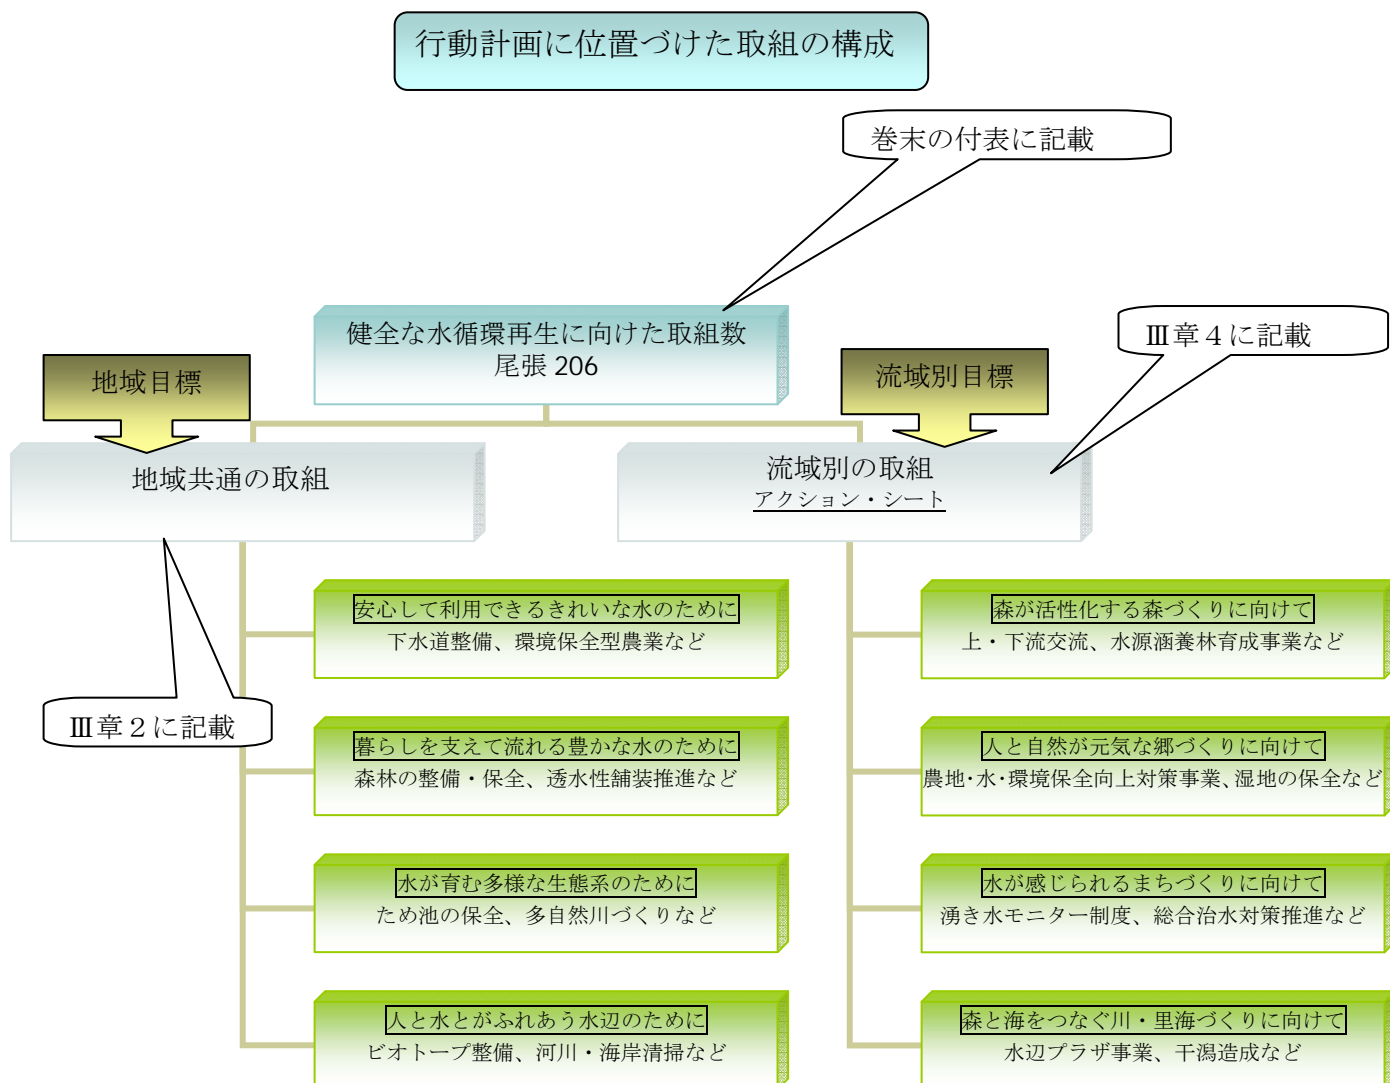 行動計画に位置づけた取組の構成
巻末の付表に記載
健全な水循環再生に向けた取組数
尾張 206
Ⅲ章４に記載
地域目標
流域別目標
地域共通の取組
流域別の取組
アクション・シート
Ⅲ章２に記載
安心して利用できるきれいな水のために
下水道整備、環境保全型農業など
暮らしを支えて流れる豊かな水のために
森林の整備・保全、透水性舗装推進など
水が育む多様な生態系のために
ため池の保全、多自然川づくりなど
人と水とがふれあう水辺のために
ビオトープ整備、河川・海岸清掃など
森が活性化する森づくりに向けて
上・下流交流、水源涵養林育成事業など
人と自然が元気な郷づくりに向けて
農地・水・環境保全向上対策事業、湿地の保全など
水が感じられるまちづくりに向けて
湧き水モニター制度、総合治水対策推進など
森と海をつなぐ川・里海づくりに向けて
水辺プラザ事業、干潟造成など